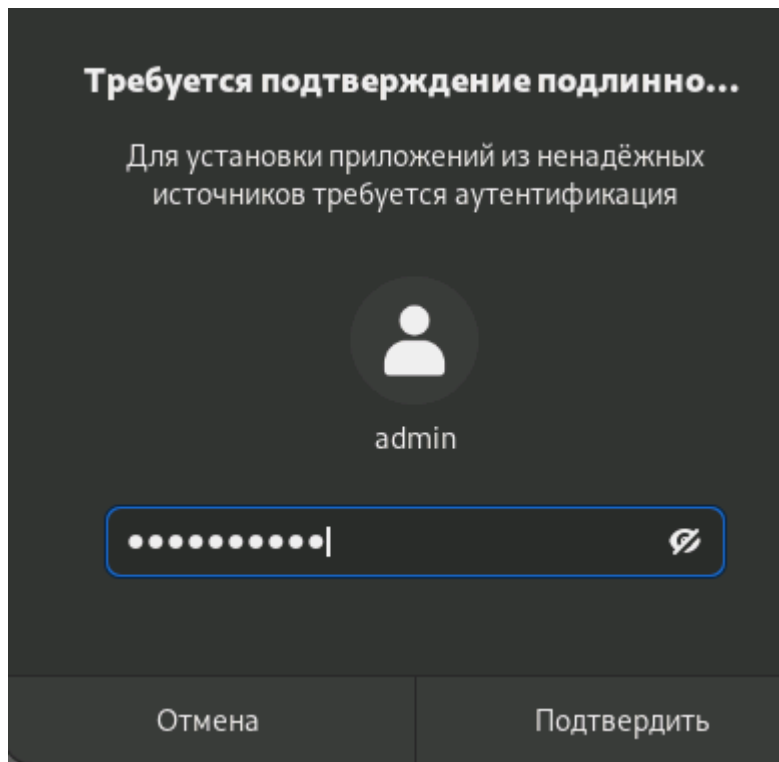 Требуется подтверждение подлинно...
Для установки приложений из ненадёжных
источников требуется аутентификация
admin
Отмена
Подтвердить